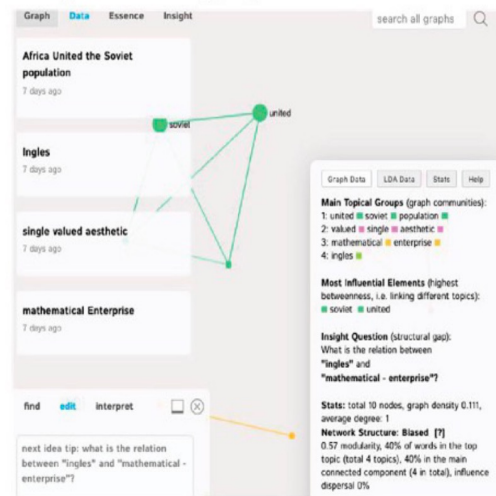 Graph Data Essence Insight
search all graphs
Africa United the Soviet
population
7 days ago
soviet
united
Ingles
7 days ago
single valued aesthetic
7 days ago
mathematical Enterprise
7 days ago
find edit interpret
next idea tip: what is the relation
between "ingles" and "mathematical -
enterprise"?
Graph Data LDA Data Stats Help
Main Topical Groups (graph communities):
1: united soviet population
2: valued single aesthetic
3: mathematical enterprise
4: ingles
Most Influential Elements (highest
betweenness, i.e. linking different topics):
soviet united
Insight Question (structural gap):
What is the relation between
"ingles" and
"mathematical - enterprise"?
Stats: total 10 nodes, graph density 0.111,
average degree: 1
Network Structure: Biased [?]
0.57 modularity, 40% of words in the top
topic (total 4 topics), 40% in the main
connected component (4 in total), influence
dispersal 0%